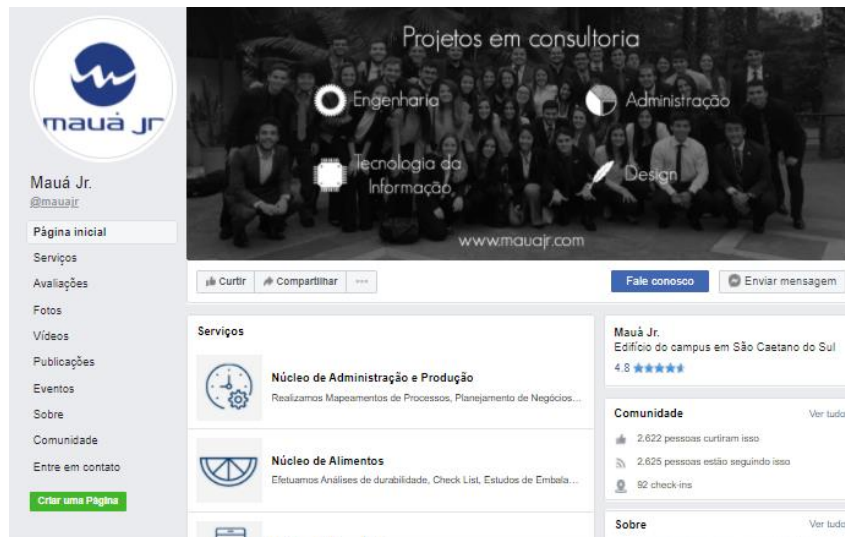 mauá jr
Mauá Jr.
@mauajr
Página inicial
Serviços
Avaliações
Fotos
Vídeos
Publicações
Eventos
Sobre
Comunidade
Entre em contato
Criar uma Página
Projetos em consultoria
Engenharia
Administração
Tecnologia da
Informação
Design
www.mauajr.com
Curtir
Compartilhar
Fale conosco
Enviar mensagem
Serviços
Núcleo de Administração e Produção
Realizamos Mapeamentos de Processos, Planejamento de Negócios...
Núcleo de Alimentos
Efetuamos Análises de durabilidade, Check List, Estudos de Embala...
Mauá Jr.
Edifício do campus em São Caetano do Sul
4.8
Comunidade
Ver tudo
2.622 pessoas curtiram isso
2.625 pessoas estão seguindo isso
92 check-ins
Sobre
Ver tudo